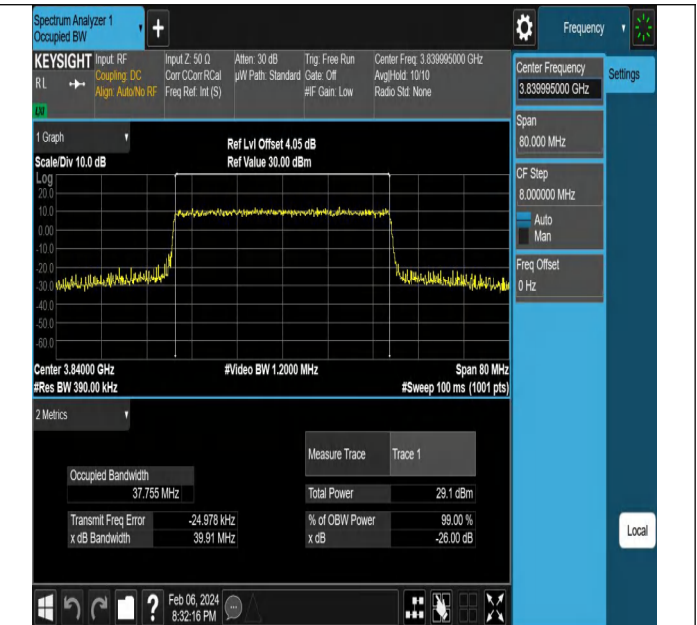 Spectrum Analyzer 1
Occupied BW
+
Frequency
KEYSIGHT
RL
Input: RF
Coupling: DC
Align: Auto/No RF
Input Z: 50 Ω
Corr CCorr RCal
Freq Ref: Int (S)
Atten: 30 dB
µW Path: Standard
Trig: Free Run
Gate: Off
#IF Gain: Low
Center Freq: 3.839995000 GHz
Avg|Hold: 10/10
Radio Std: None
Center Frequency
3.839995000 GHz
Settings
Span
80.000 MHz
CF Step
8.000000 MHz
Auto
Man
Freq Offset
0 Hz
1 Graph
Scale/Div 10.0 dB
Ref Lvl Offset 4.05 dB
Ref Value 30.00 dBm
Log
20.0
10.0
0.00
-10.0
-20.0
-30.0
-40.0
-50.0
-60.0
Center 3.84000 GHz
#Video BW 1.2000 MHz
Span 80 MHz
#Res BW 390.00 kHz
#Sweep 100 ms (1001 pts)
2 Metrics
Measure Trace Trace 1
Occupied Bandwidth
37.755 MHz
Total Power 29.1 dBm
Transmit Freq Error -24.978 kHz
% of OBW Power 99.00 %
x dB Bandwidth 39.91 MHz
x dB -26.00 dB
Local
?
Feb 06, 2024
8:32:16 PM